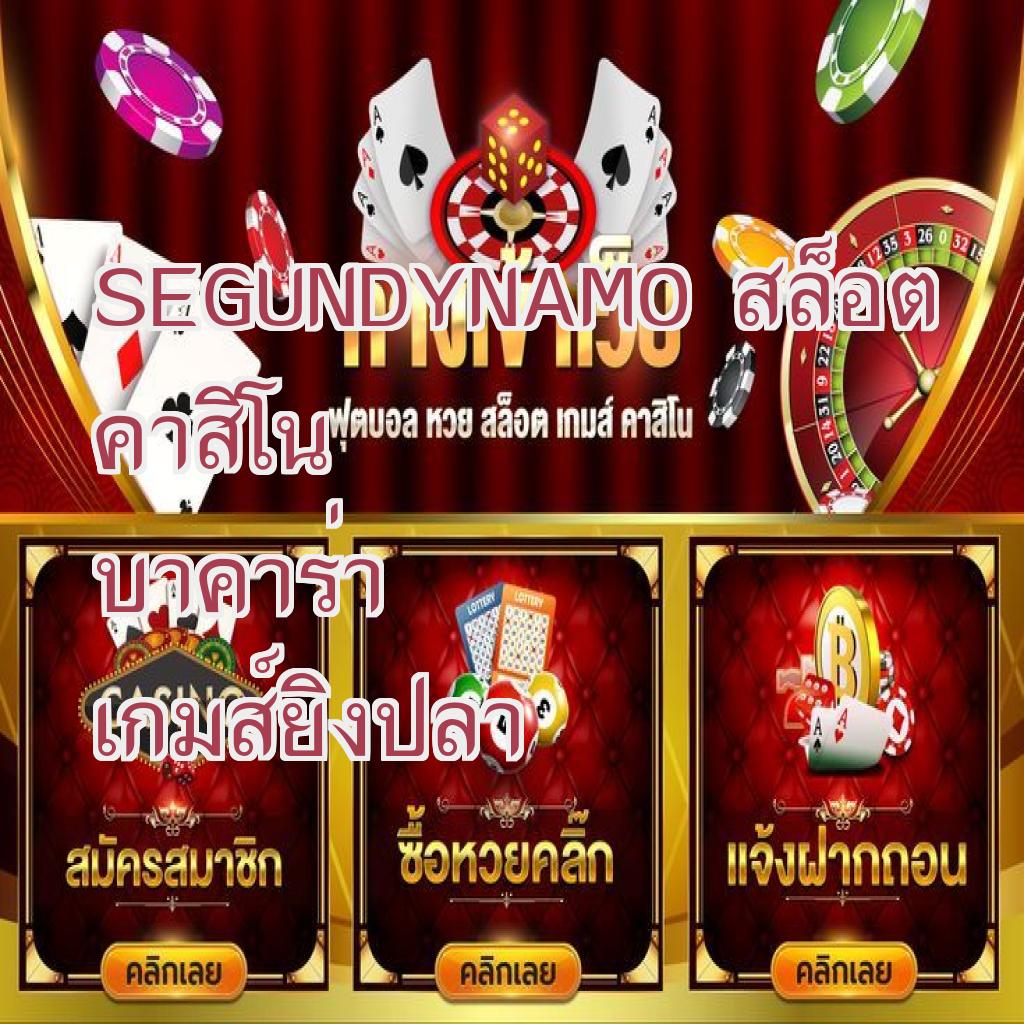 SEGUNDYNAMO สล็อต
คาสิโน
ฟุตบอล หวย สล็อต เกมส์ คาสิโน
บาคาร่า
เกมส์ยิงปลา
LOTTERY LOTTERY
CASINO
สมัครสมาชิก ซื้อหวยคลิ๊ก แจ้งฝากถอน
คลิกเลย คลิกเลย คลิกเลย